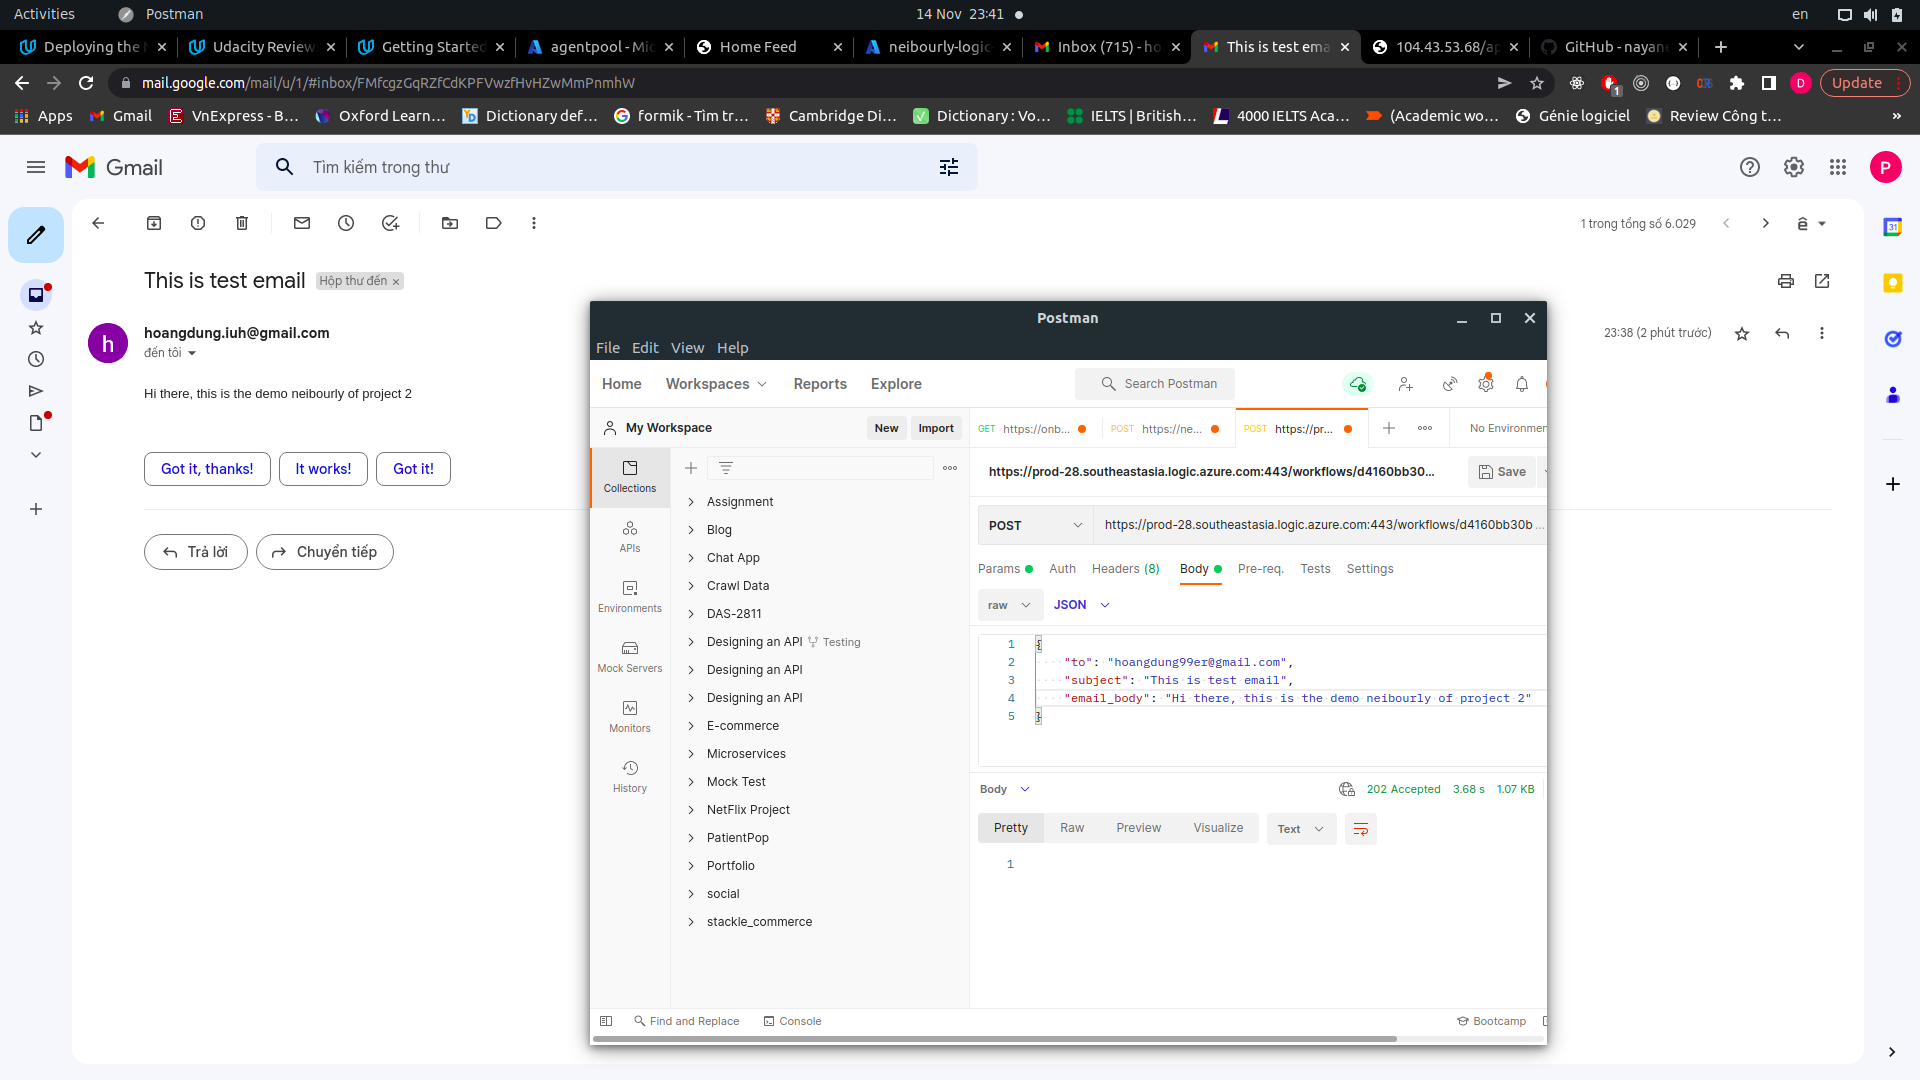 Activities
Postman
14 Nov 23:41
en
Deploying the
Udacity Review
Getting Started
agentpool - Mic
Home Feed
neibourly-logic
Inbox (715) - ho
This is test ema
104.43.53.68/ap
GitHub - nayan
mail.google.com/mail/u/1/#inbox/FMfcgzGqRZfCdKPFVwzfHvHZwMmPnmhW
1
D
Update
Apps
Gmail
VnExpress - B…
Oxford Learn…
Dictionary def…
formik - Tìm tr…
Cambridge Di…
Dictionary : Vo…
IELTS | British…
4000 IELTS Aca…
(Academic wo…
Génie logiciel
Review Công t…
»
Gmail
Tìm kiếm trong thư
P
1 trong tổng số 6.029
31
This is test email
Hộp thư đến ×
h
hoangdung.iuh@gmail.com
đến tôi
23:38 (2 phút trước)
Hi there, this is the demo neibourly of project 2
Got it, thanks!
It works!
Got it!
Trả lời
Chuyển tiếp
Postman
File Edit View Help
Home
Workspaces
Reports
Explore
Search Postman
My Workspace
New
Import
GET https://onb...
POST https://ne...
POST https://pr...
No Environmen
Collections
APIs
Environments
Mock Servers
Monitors
History
Assignment
Blog
Chat App
Crawl Data
DAS-2811
Designing an API Testing
Designing an API
Designing an API
E-commerce
Microservices
Mock Test
NetFlix Project
PatientPop
Portfolio
social
stackle_commerce
https://prod-28.southeastasia.logic.azure.com:443/workflows/d4160bb30...
Save
POST
https://prod-28.southeastasia.logic.azure.com:443/workflows/d4160bb30b ...
Params
Auth
Headers (8)
Body
Pre-req.
Tests
Settings
raw
JSON
1 {
2 "to": "hoangdung99er@gmail.com",
3 "subject": "This is test email",
4 "email_body": "Hi there, this is the demo neibourly of project 2"
5 }
Body
202 Accepted
3.68 s
1.07 KB
Pretty
Raw
Preview
Visualize
Text
1
Find and Replace
Console
Bootcamp